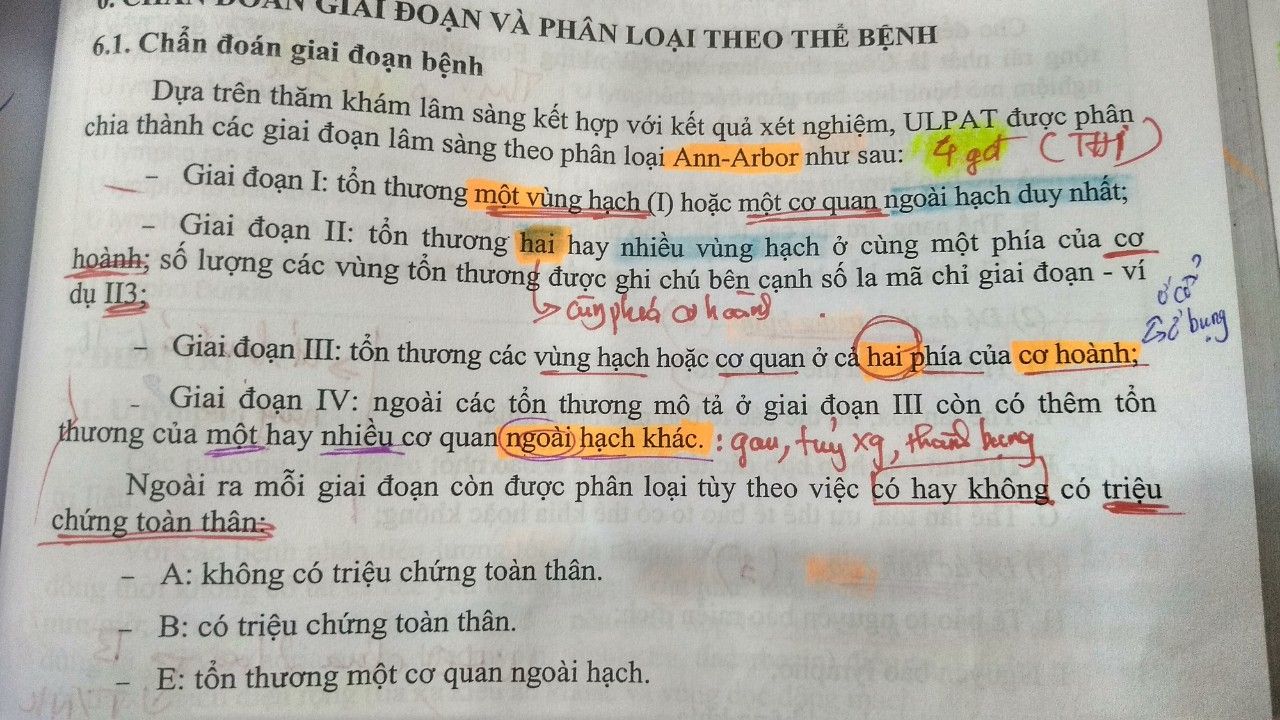 6. CHẨN ĐOÁN GIAI ĐOẠN VÀ PHÂN LOẠI THEO THỂ BỆNH
6.1. Chẩn đoán giai đoạn bệnh
Dựa trên thăm khám lâm sàng kết hợp với kết quả xét nghiệm, ULPAT được phân
chia thành các giai đoạn lâm sàng theo phân loại Ann-Arbor như sau: 4 gđ
- Giai đoạn I: tổn thương một vùng hạch (I) hoặc một cơ quan ngoài hạch duy nhất;
- Giai đoạn II: tổn thương hai hay nhiều vùng hạch ở cùng một phía của cơ
hoành; số lượng các vùng tổn thương được ghi chú bên cạnh số la mã chỉ giai đoạn - ví
dụ II3;
cùng phía cơ hoành
ở cổ?
ở bụng
- Giai đoạn III: tổn thương các vùng hạch hoặc cơ quan ở cả hai phía của cơ hoành;
- Giai đoạn IV: ngoài các tổn thương mô tả ở giai đoạn III còn có thêm tổn
thương của một hay nhiều cơ quan ngoài hạch khác. : gan, tuỷ xg, thành bụng
Ngoài ra mỗi giai đoạn còn được phân loại tùy theo việc có hay không có triệu
chứng toàn thân:
- A: không có triệu chứng toàn thân.
- B: có triệu chứng toàn thân.
- E: tổn thương một cơ quan ngoài hạch.